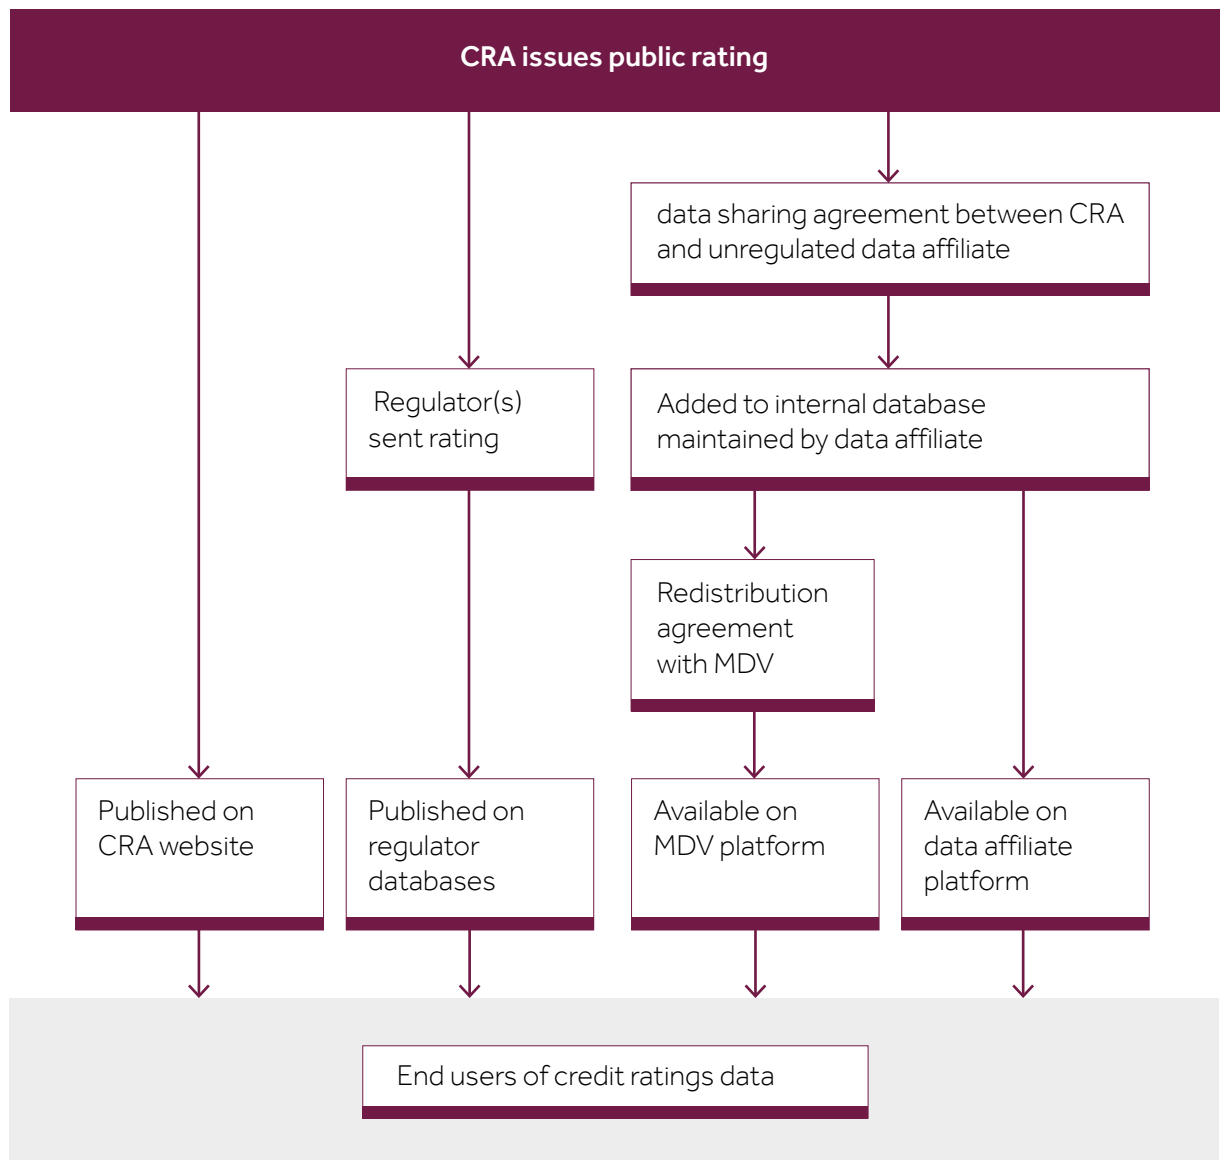 CRA issues public rating
data sharing agreement between CRA
and unregulated data affiliate
Regulator(s)
sent rating
Added to internal database
maintained by data affiliate
Redistribution
agreement
with MDV
Published on
CRA website
Published on
regulator
databases
Available on
MDV platform
Available on
data affiliate
platform
End users of credit ratings data